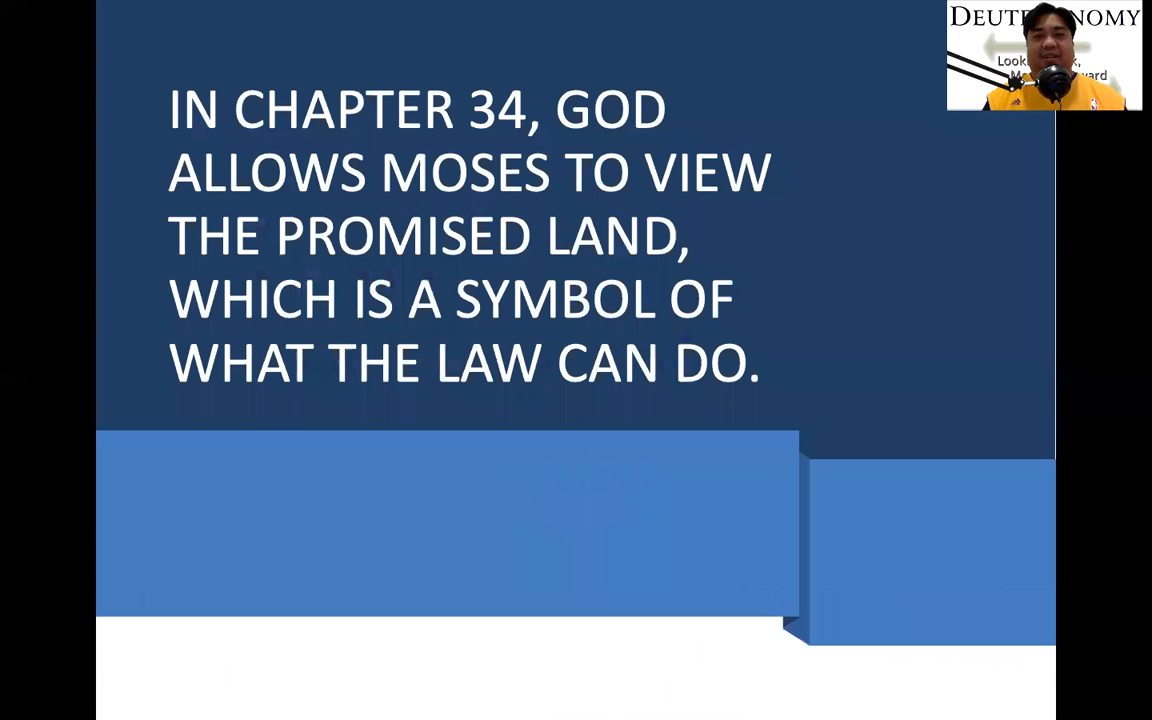 IN CHAPTER 34, GOD
ALLOWS MOSES TO VIEW
THE PROMISED LAND,
WHICH IS A SYMBOL OF
WHAT THE LAW CAN DO.